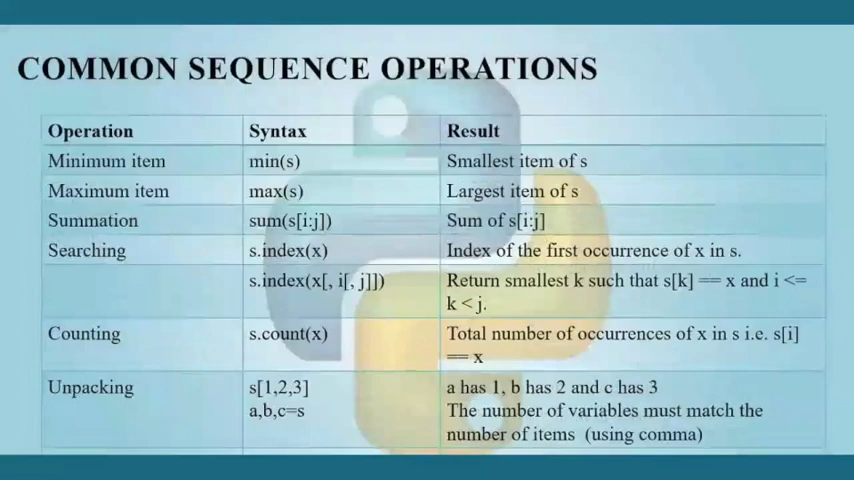 COMMON SEQUENCE OPERATIONS
Operation Syntax Result
Minimum item min(s) Smallest item of s
Maximum item max(s) Largest item of s
Summation sum(s[i:j]) Sum of s[i:j]
Searching s.index(x) Index of the first occurrence of x in s.
s.index(x[, i[, j]]) Return smallest k such that s[k] == x and i <=
k < j.
Counting s.count(x) Total number of occurrences of x in s i.e. s[i]
== x
Unpacking s[1,2,3] a has 1, b has 2 and c has 3
a,b,c=s The number of variables must match the
number of items (using comma)